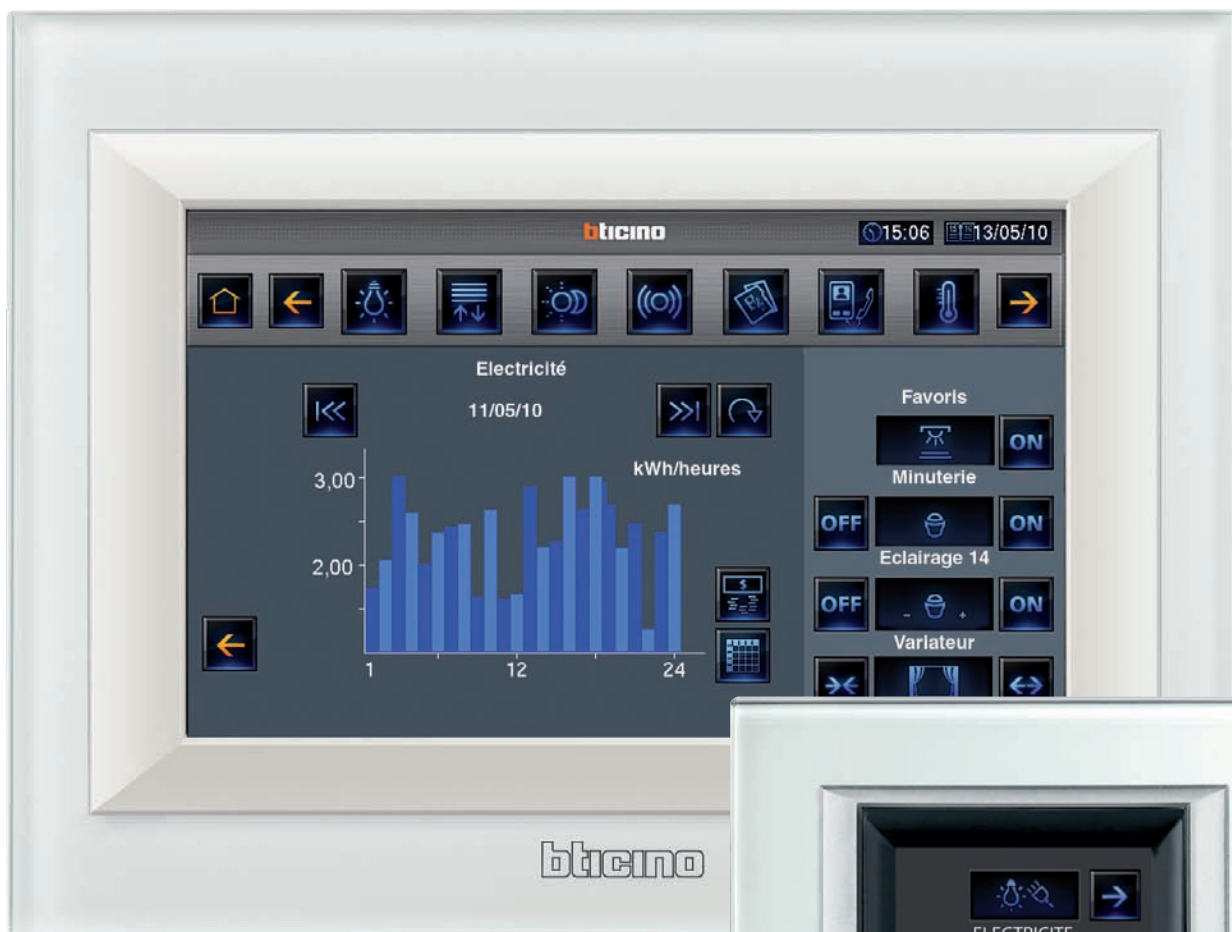 bticino
15:06 13/05/10
Electricité
11/05/10
kWh/heures
3,00
2,00
1 12 24
Favoris
ON
Minuterie
OFF ON
Eclairage 14
OFF - + ON
Variateur
bticino
ELECTRICITE